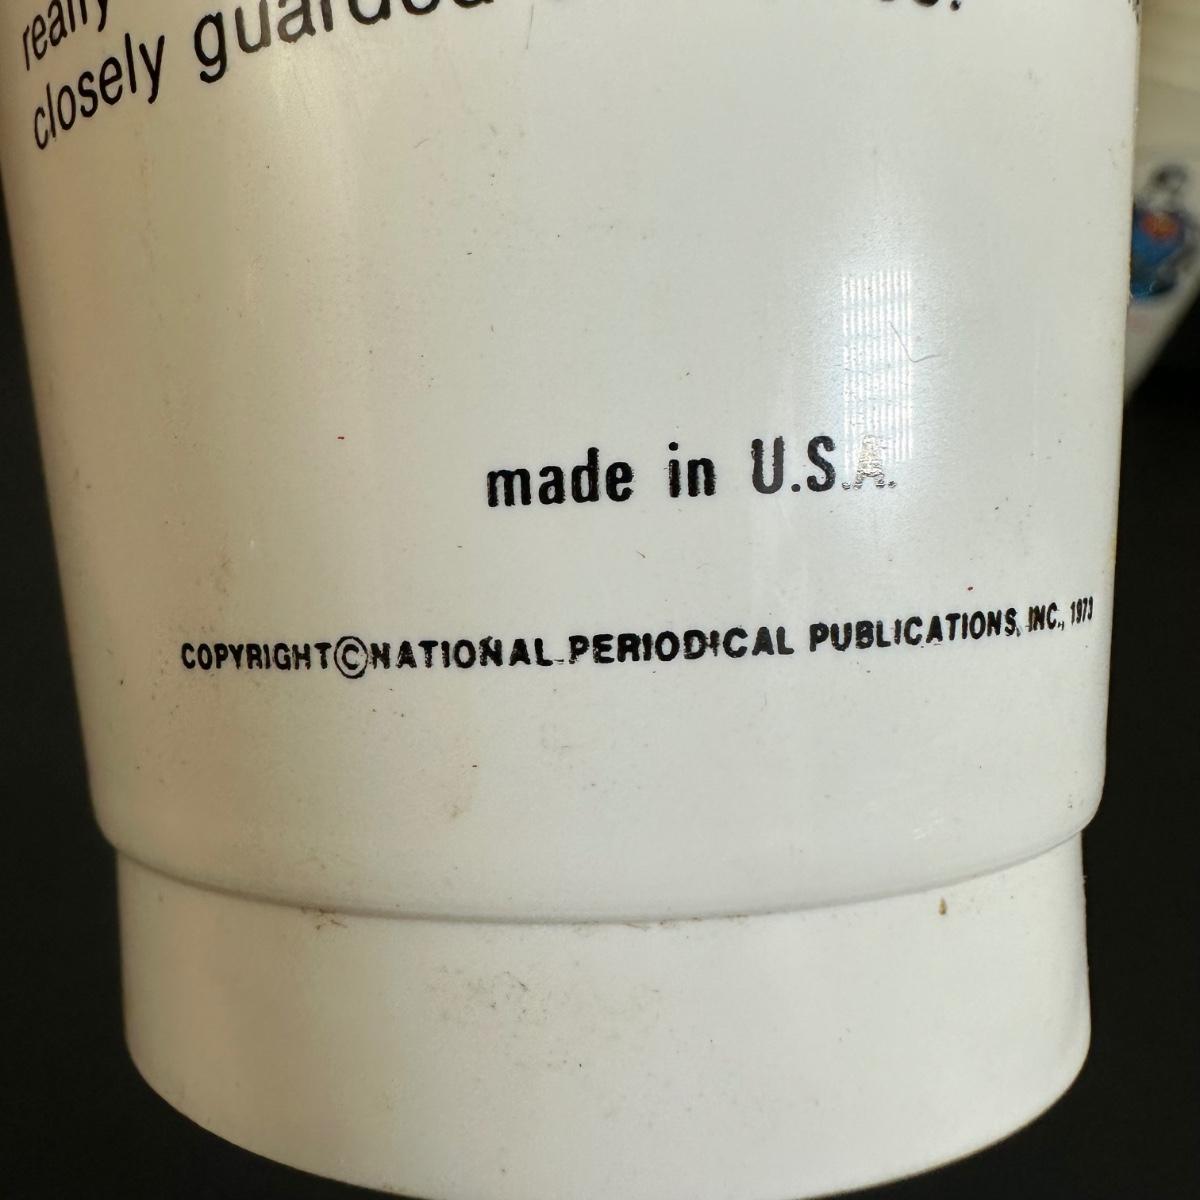 really
closely guarded
made in U.S.A.
COPYRIGHT©NATIONAL PERIODICAL PUBLICATIONS, INC., 1973